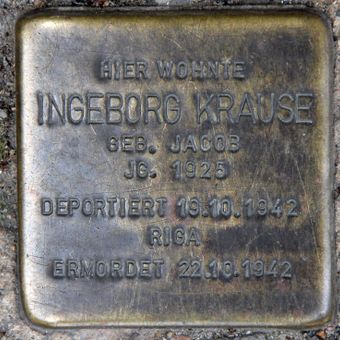 HIER WOHNTE
INGEBORG KRAUSE
GEB. JACOB
JG. 1925
DEPORTIERT 19.10.1942
RIGA
ERMORDET 22.10.1942